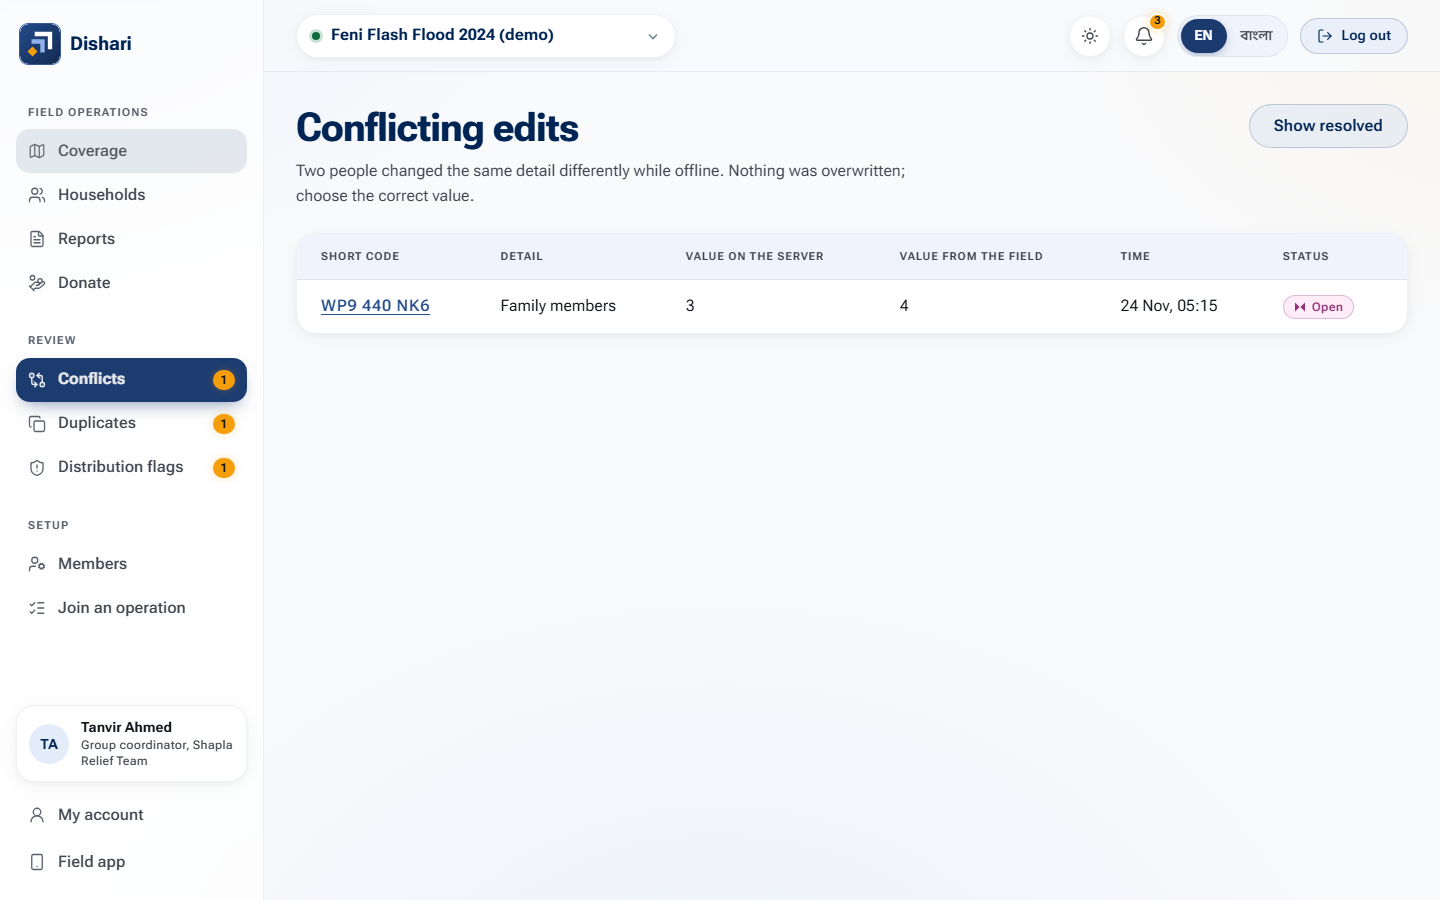 Dishari
Feni Flash Flood 2024 (demo)
3
EN
বাংলা
Log out
FIELD OPERATIONS
Coverage
Households
Reports
Donate
REVIEW
Conflicts
1
Duplicates
1
Distribution flags
1
SETUP
Members
Join an operation
TA
Tanvir Ahmed
Group coordinator, Shapla
Relief Team
My account
Field app
Conflicting edits
Show resolved
Two people changed the same detail differently while offline. Nothing was overwritten;
choose the correct value.
SHORT CODE DETAIL VALUE ON THE SERVER VALUE FROM THE FIELD TIME STATUS
WP9 440 NK6 Family members 3 4 24 Nov, 05:15 Open